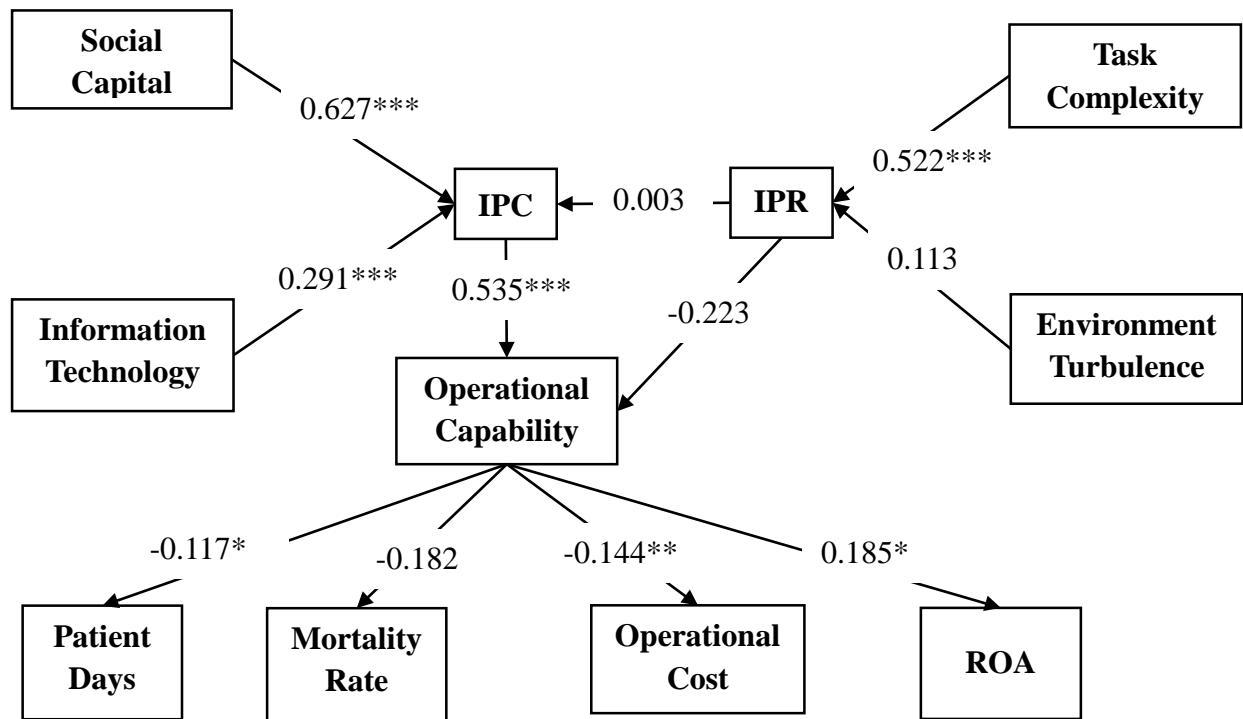 Social
Capital
Task
Complexity
0.627***
0.522***
IPC
0.003
IPR
0.291***
0.535***
0.113
-0.223
Information
Technology
Environment
Turbulence
Operational
Capability
-0.117*
-0.182
-0.144**
0.185*
Patient
Days
Mortality
Rate
Operational
Cost
ROA